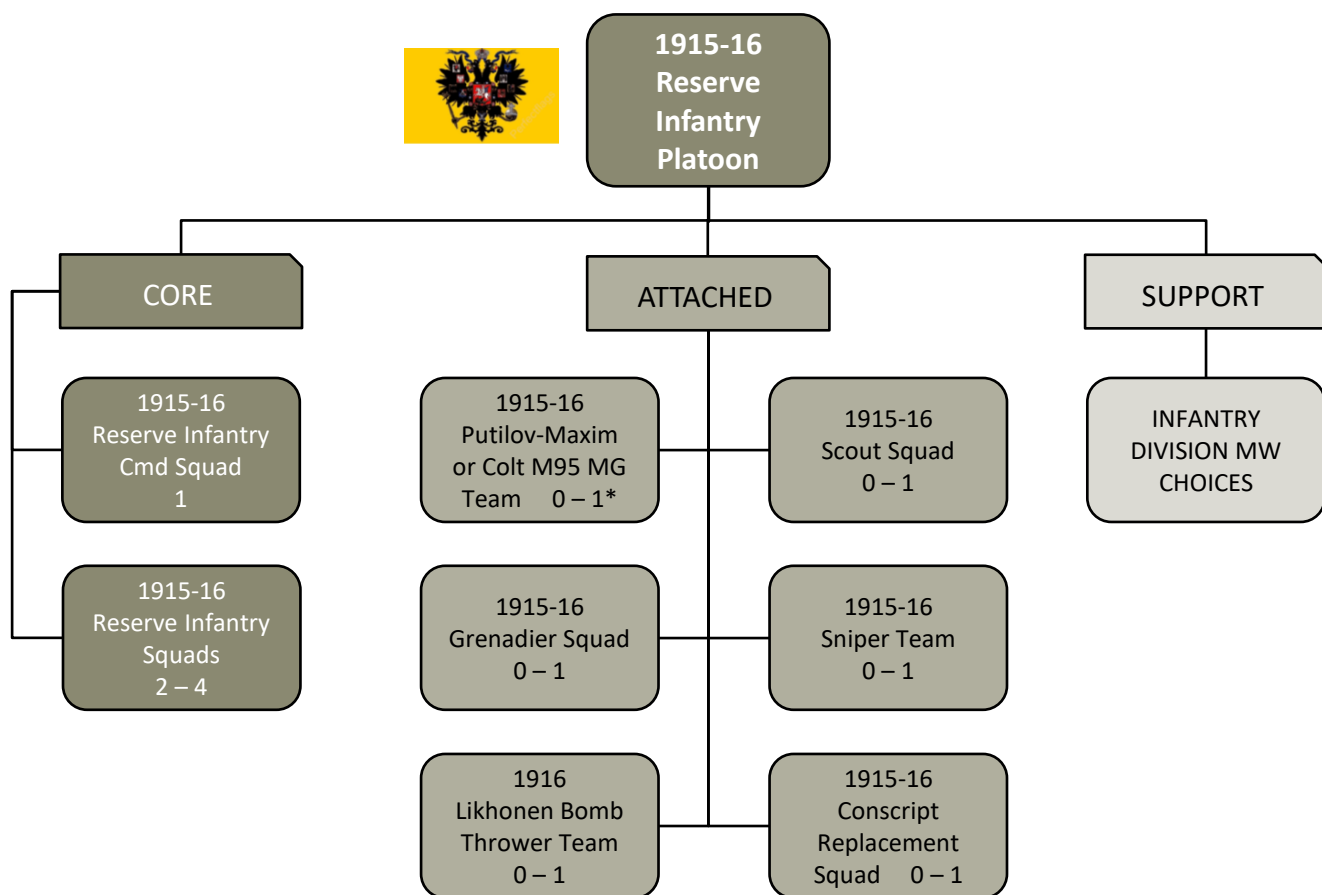 1915-16
Reserve
Infantry
Platoon
CORE
ATTACHED
SUPPORT
1915-16
Reserve Infantry
Cmd Squad
1
1915-16
Putilov-Maxim
or Colt M95 MG
Team 0 – 1*
1915-16
Scout Squad
0 – 1
INFANTRY
DIVISION MW
CHOICES
1915-16
Reserve Infantry
Squads
2 – 4
1915-16
Grenadier Squad
0 – 1
1915-16
Sniper Team
0 – 1
1916
Likhonen Bomb
Thrower Team
0 – 1
1915-16
Conscript
Replacement
Squad 0 – 1